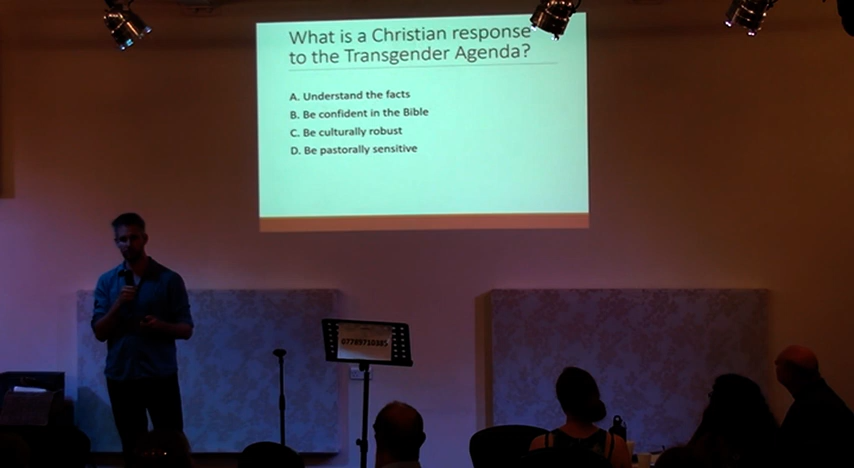 What is a Christian response
to the Transgender Agenda?
A. Understand the facts
B. Be confident in the Bible
C. Be culturally robust
D. Be pastorally sensitive
07789710385